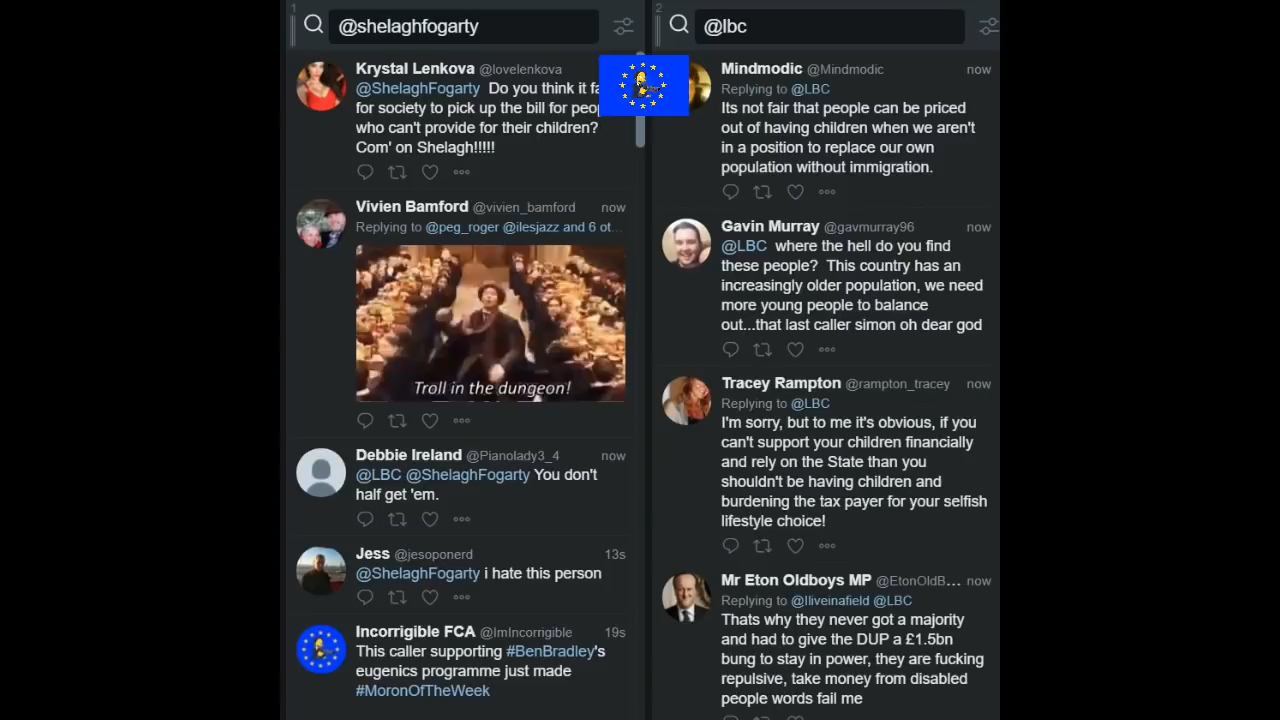 1
@shelaghfogarty
Krystal Lenkova @lovelenkova
@ShelaghFogarty Do you think it
for society to pick up the bill for
who can't provide for their children?
Com' on Shelagh!!!!!
Vivien Bamford @vivien_bamford now
Replying to @peg_roger @ilesjazz and 6 ot...
Troll in the dungeon!
Debbie Ireland @Pianolady3_4 now
@LBC @ShelaghFogarty You don't
half get 'em.
Jess @jesoponerd 13s
@ShelaghFogarty i hate this person
Incorrigible FCA @ImIncorrigible 19s
This caller supporting #BenBradley's
eugenics programme just made
#MoronOfTheWeek
2
@lbc
Mindmodic @Mindmodic now
Replying to @LBC
Its not fair that people can be priced
out of having children when we aren't
in a position to replace our own
population without immigration.
Gavin Murray @gavmurray96 now
@LBC where the hell do you find
these people? This country has an
increasingly older population, we need
more young people to balance
out...that last caller simon oh dear god
Tracey Rampton @rampton_tracey now
Replying to @LBC
I'm sorry, but to me it's obvious, if you
can't support your children financially
and rely on the State than you
shouldn't be having children and
burdening the tax payer for your selfish
lifestyle choice!
Mr Eton Oldboys MP @EtonOldB... now
Replying to @Iliveinafield @LBC
Thats why they never got a majority
and had to give the DUP a £1.5bn
bung to stay in power, they are fucking
repulsive, take money from disabled
people words fail me